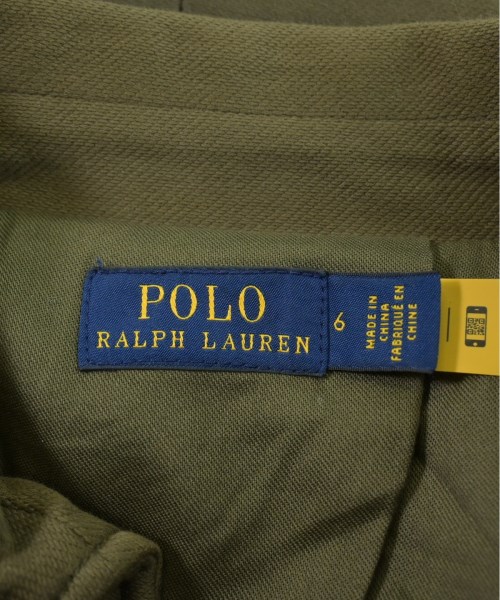 POLO
RALPH LAUREN
6
MADE IN
CHINA
FABRIQUÉ EN
CHINE